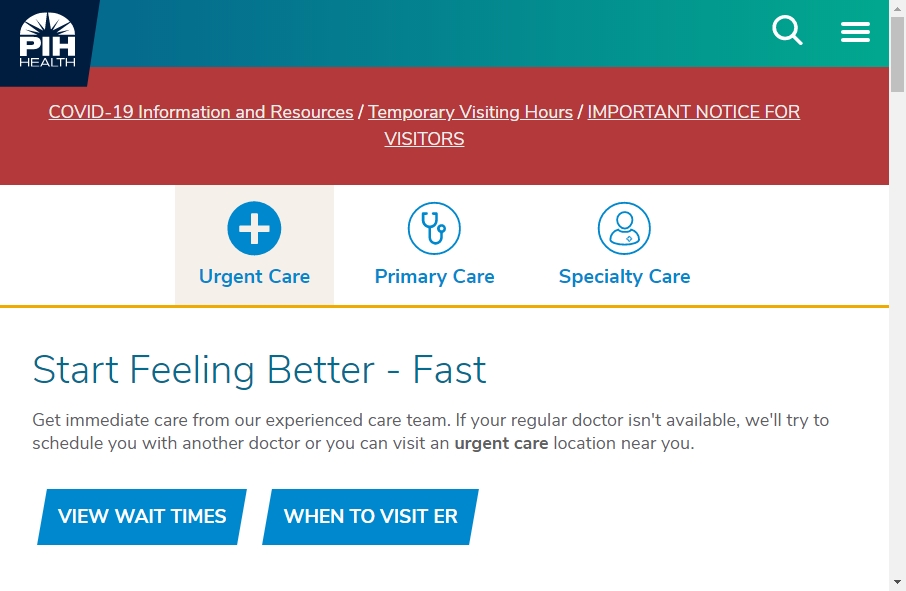 PIH
HEALTH
COVID-19 Information and Resources / Temporary Visiting Hours / IMPORTANT NOTICE FOR
VISITORS
Urgent Care
Primary Care
Specialty Care
Start Feeling Better - Fast
Get immediate care from our experienced care team. If your regular doctor isn't available, we'll try to
schedule you with another doctor or you can visit an urgent care location near you.
VIEW WAIT TIMES
WHEN TO VISIT ER